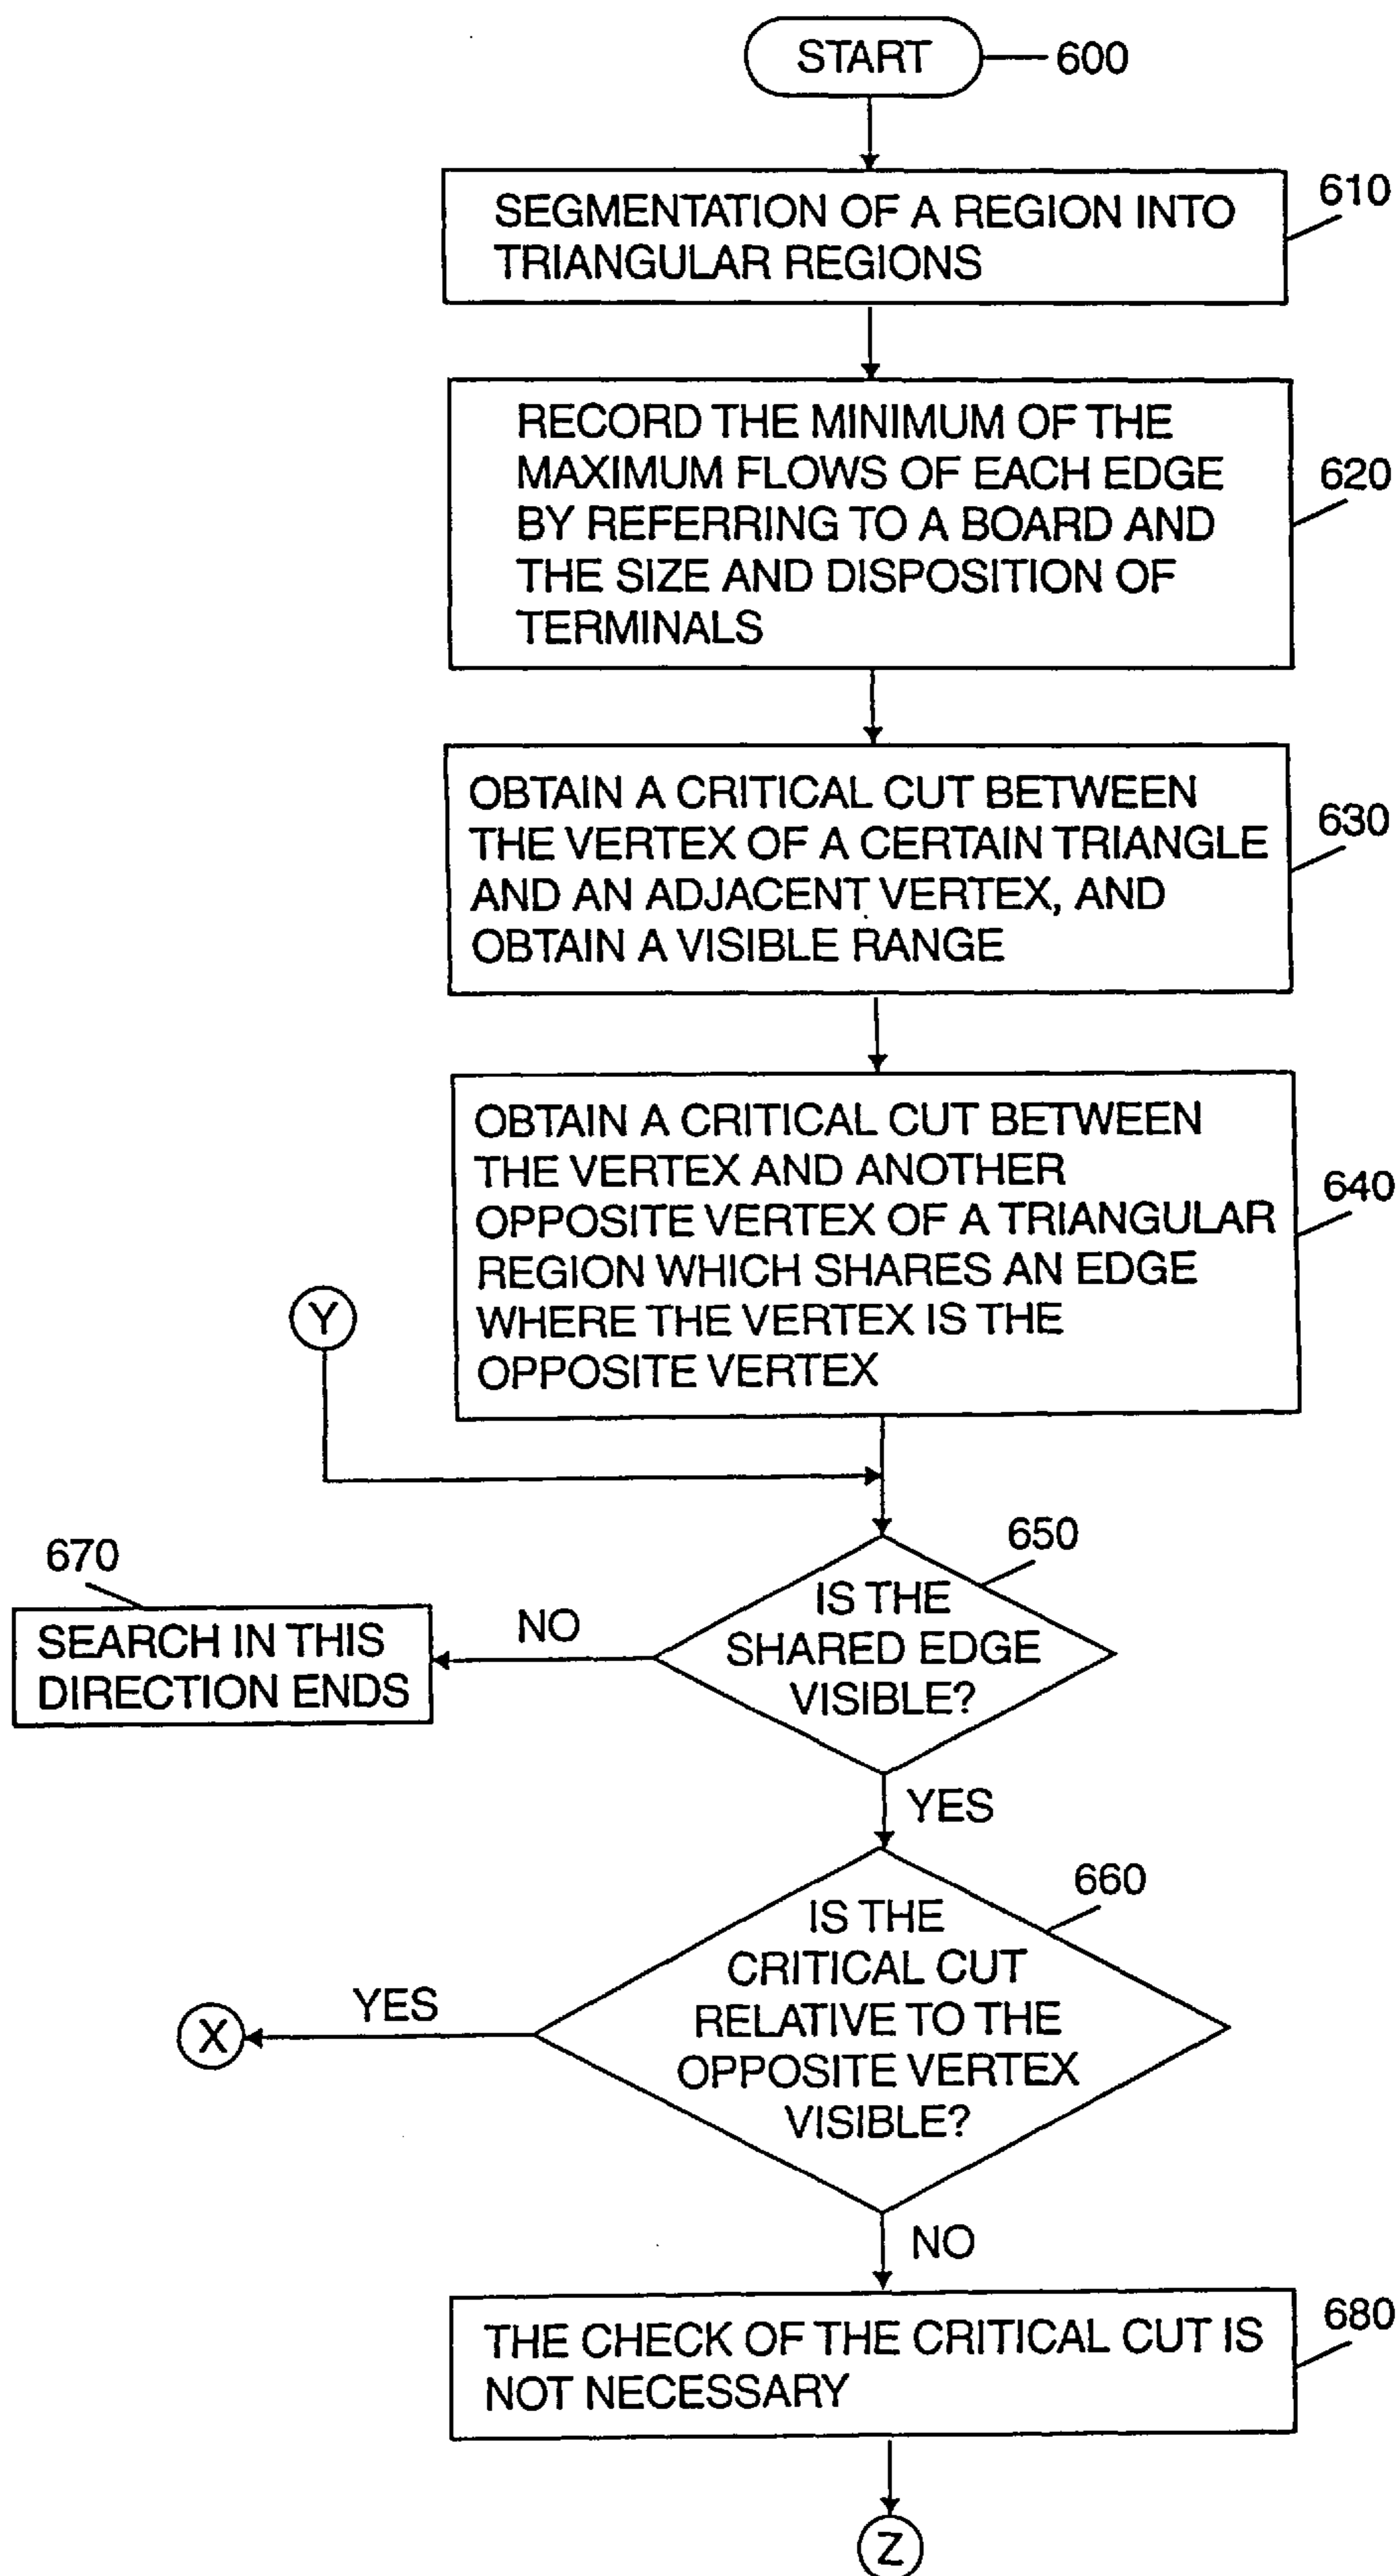 START
600
610
SEGMENTATION OF A REGION INTO
TRIANGULAR REGIONS
620
RECORD THE MINIMUM OF THE
MAXIMUM FLOWS OF EACH EDGE
BY REFERRING TO A BOARD AND
THE SIZE AND DISPOSITION OF
TERMINALS
630
OBTAIN A CRITICAL CUT BETWEEN
THE VERTEX OF A CERTAIN TRIANGLE
AND AN ADJACENT VERTEX, AND
OBTAIN A VISIBLE RANGE
640
OBTAIN A CRITICAL CUT BETWEEN
THE VERTEX AND ANOTHER
OPPOSITE VERTEX OF A TRIANGULAR
REGION WHICH SHARES AN EDGE
WHERE THE VERTEX IS THE
OPPOSITE VERTEX
Y
650
IS THE
SHARED EDGE
VISIBLE?
NO
670
SEARCH IN THIS
DIRECTION ENDS
YES
660
IS THE
CRITICAL CUT
RELATIVE TO THE
OPPOSITE VERTEX
VISIBLE?
YES
X
NO
680
THE CHECK OF THE CRITICAL CUT IS
NOT NECESSARY
Z